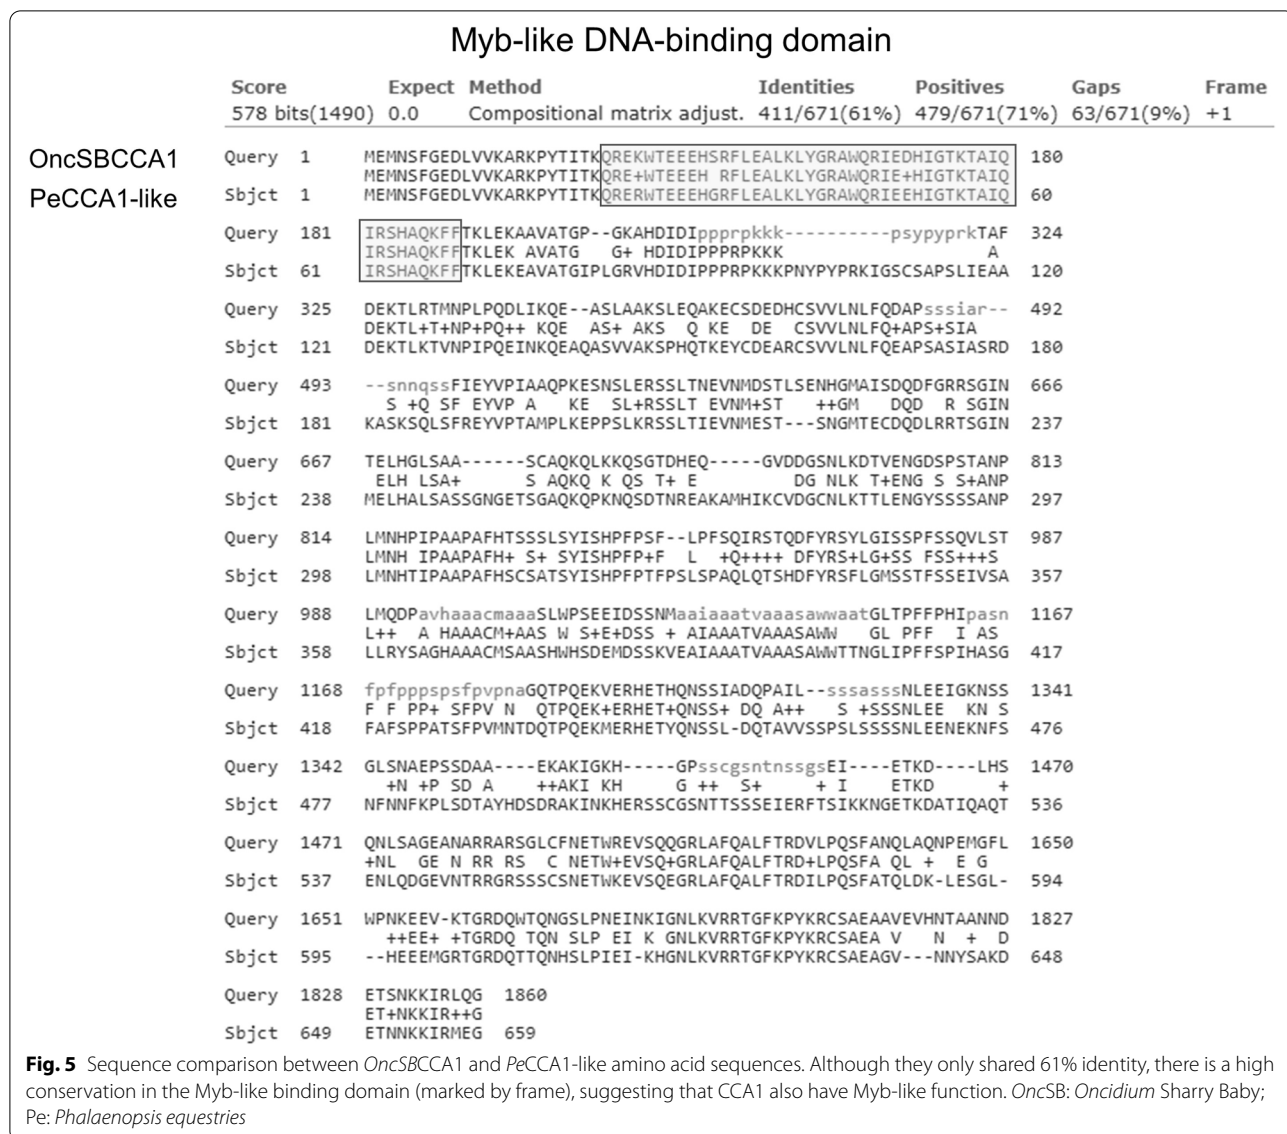 Myb-like DNA-binding domain
Score Expect Method Identities Positives Gaps Frame
578 bits(1490) 0.0 Compositional matrix adjust. 411/671(61%) 479/671(71%) 63/671(9%) +1
OncSBCCA1 Query 1 MEMNSFGEDLVVKARKPYTITKQREKWTEEEHSRFLEALKLYGRAWQRIEDHIGTKTAIQ 180
MEMNSFGEDLVVKARKPYTITKQRE+WTEEEH RFLEALKLYGRAWQRIE+HIGTKTAIQ
PeCCA1-like Sbjct 1 MEMNSFGEDLVVKARKPYTITKQRERWTEEEHGRFLEALKLYGRAWQRIEEHIGTKTAIQ 60
Query 181 IRSHAQKFFTKLEKAAVATGP--GKAHDIDIppprpkkk----------psypyprkTAF 324
IRSHAQKFFTKLEK AVATG   G+ HDIDIPPPRPKKK                   A
Sbjct 61 IRSHAQKFFTKLEKEAVATGIPLGRVHDIDIPPPRPKKKPNYPYPRKIGSCSAPSLIEAA 120
Query 325 DEKTLRTMNPLPQDLIKQE--ASLAAKSLEQAKECSDEDHCSVVLNLFQDAPsssiar-- 492
DEKTL+T+NP+PQ++ KQE  AS+ AKS  Q KE  DE  CSVVLNLFQ+APS+SIA
Sbjct 121 DEKTLKTVNPIPQEINKQEAQASVVAKSPHQTKEYCDEARCSVVLNLFQEAPSASIASRD 180
Query 493 --snnqssFIEYVPIAAQPKESNSLERSSLTNEVNMDSTLSENHGMAISDQDFGRRSGIN 666
S +Q SF EYVP A   KE  SL+RSSLT EVNM+ST   ++GM   DQD  R SGIN
Sbjct 181 KASKSQLSFREYVPTAMPLKEPPSLKRSSLTIEVNMEST---SNGMTECDQDLRRTSGIN 237
Query 667 TELHGLSAA------SCAQKQLKKQSGTDHEQ-----GVDDGSNLKDTVENGDSPSTANP 813
ELH LSA+      S AQKQ K QS T+ E         DG NLK T+ENG S S+ANP
Sbjct 238 MELHALSASSGNGETSGAQKQPKNQSDTNREAKAMHIKCVDGCNLKTTLENGYSSSSANP 297
Query 814 LMNHPIPAAPAFHTSSSLSYISHPFPSF--LPFSQIRSTQDFYRSYLGISSPFSSQVLST 987
LMNH IPAAPAFH+ S+ SYISHPFP+F  L  +Q++++ DFYRS+LG+SS FSS+++S
Sbjct 298 LMNHTIPAAPAFHSCSATSYISHPFPTFPSLSPAQLQTSHDFYRSFLGMSSTFSSEIVSA 357
Query 988 LMQDPavhaaacmaaaSLWPSEEIDSSNMaaiaaatvaaasawwaatGLTPFFPHIpasn 1167
L++  A HAAACM+AAS W S+E+DSS + AIAAATVAAASAWW   GL PFF  I AS
Sbjct 358 LLRYSAGHAAACMSAASHWHSDEMDSSKVEAIAAATVAAASAWWTTNGLIPFFSPIHASG 417
Query 1168 fpfpppspsfpvpnaGQTPQEKVERHETHQNSSIADQPAIL--sssasssNLEEIGKNSS 1341
F F PP+ SFPV N  QTPQEK+ERHET+QNSS+ DQ A++   S +SSSNLEE  KN S
Sbjct 418 FAFSPPATSFPVMNTDQTPQEKMERHETYQNSSL-DQTAVVSSPSLSSSSNLEENEKNFS 476
Query 1342 GLSNAEPSSDAA----EKAKIGKH-----GPsscgsntnssgsEI----ETKD----LHS 1470
+N +P SD A    ++AKI KH      G ++  S+     + I    ETKD       +
Sbjct 477 NFNNFKPLSDTAYHDSDRAKINKHERSSCGSNTTSSSEIERFTSIKKNGETKDATIQAQT 536
Query 1471 QNLSAGEANARRARSGLCFNETWREVSQQGRLAFQALFTRDVLPQSFANQLAQNPEMGFL 1650
+NL  GE N RR RS  C NETW+EVSQ+GRLAFQALFTRD+LPQSFA QL +  E G
Sbjct 537 ENLQDGEVNTRRGRSSSCSNETWKEVSQEGRLAFQALFTRDILPQSFATQLDK-LESGL- 594
Query 1651 WPNKEEV-KTGRDQWTQNGSLPNEINKIGNLKVRRTGFKPYKRCSAEAAVEVHNTAANND 1827
++EE+ +TGRDQ TQN SLP EI K GNLKVRRTGFKPYKRCSAEA V   N +  D
Sbjct 595 --HEEEMGRTGRDQTTQNHSLPIEI-KHGNLKVRRTGFKPYKRCSAEAGV---NNYSAKD 648
Query 1828 ETSNKKIRLQG 1860
ET+NKKIR++G
Sbjct 649 ETNNKKIRMEG 659
Fig. 5 Sequence comparison between OncSBCCA1 and PeCCA1-like amino acid sequences. Although they only shared 61% identity, there is a high
conservation in the Myb-like binding domain (marked by frame), suggesting that CCA1 also have Myb-like function. OncSB: Oncidium Sharry Baby;
Pe: Phalaenopsis equestries